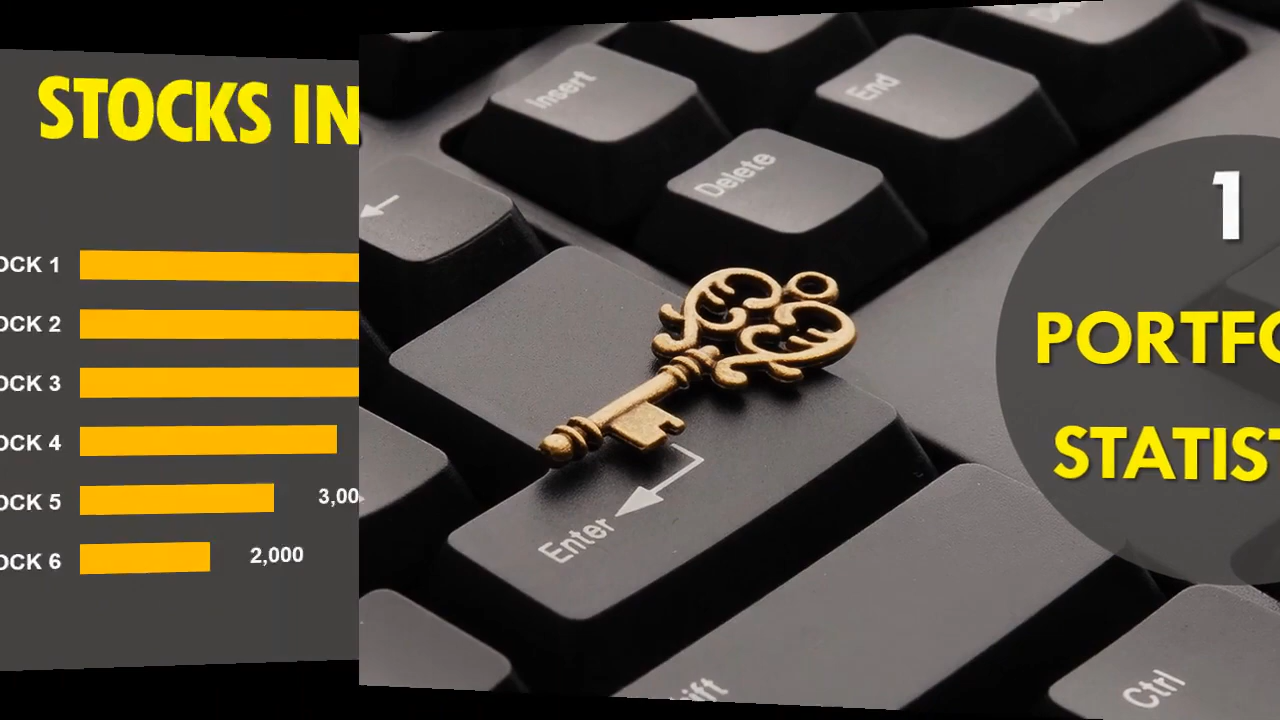 STOCKS IN
OCK 1
OCK 2
OCK 3
OCK 4
OCK 5
3,00
OCK 6
2,000
Insert
End
Delete
Enter
ift
Ctrl
1
PORTFO
STATIST